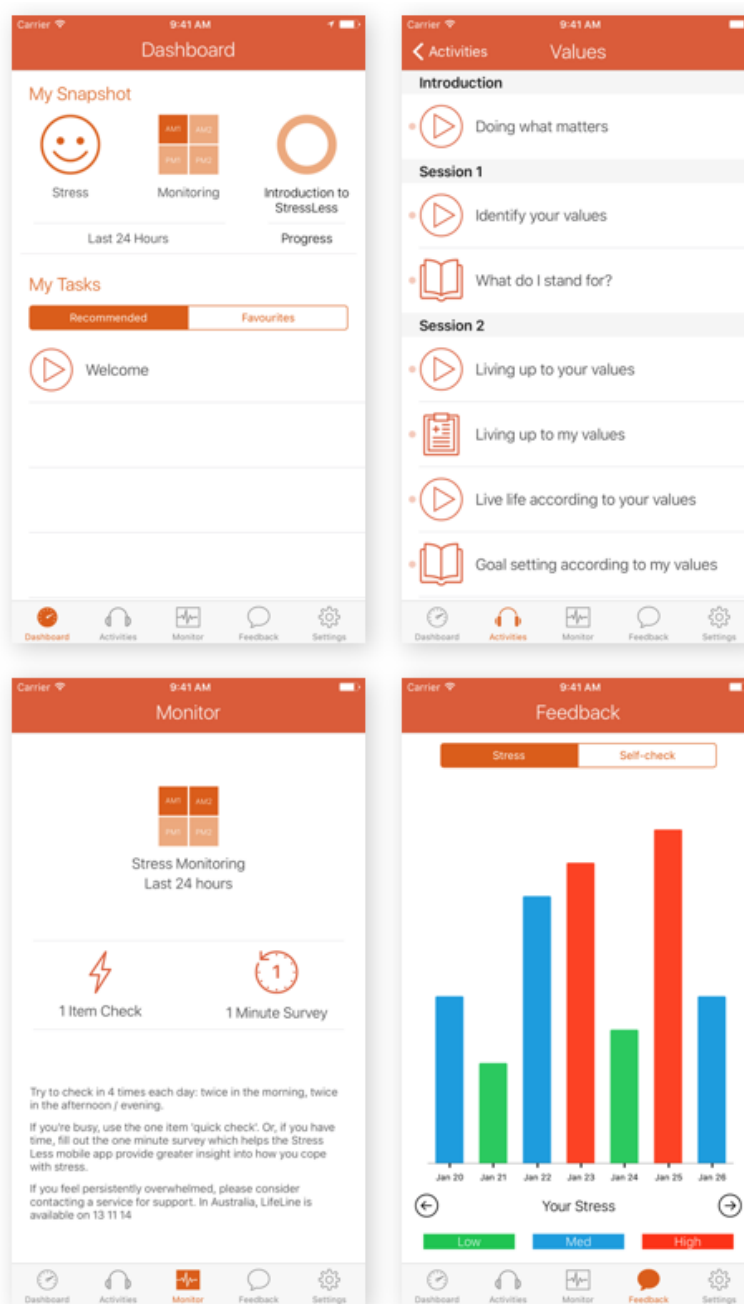 Carrier 9:41 AM
Dashboard
My Snapshot
AM1 AM2
PM1 PM2
Stress
Monitoring
Introduction to
StressLess
Last 24 Hours
Progress
My Tasks
Recommended
Favourites
Welcome
Dashboard Activities Monitor Feedback Settings
Carrier 9:41 AM
Activities Values
Introduction
Doing what matters
Session 1
Identify your values
What do I stand for?
Session 2
Living up to your values
Living up to my values
Live life according to your values
Goal setting according to my values
Dashboard Activities Monitor Feedback Settings
Carrier 9:41 AM
Monitor
AM1 AM2
PM1 PM2
Stress Monitoring
Last 24 hours
1
1 Item Check
1 Minute Survey
Try to check in 4 times each day: twice in the morning, twice
in the afternoon / evening.
If you're busy, use the one item 'quick check'. Or, if you have
time, fill out the one minute survey which helps the Stress
Less mobile app provide greater insight into how you cope
with stress.
If you feel persistently overwhelmed, please consider
contacting a service for support. In Australia, LifeLine is
available on 13 11 14
Dashboard Activities Monitor Feedback Settings
Carrier 9:41 AM
Feedback
Stress Self-check
Jan 20 Jan 21 Jan 22 Jan 23 Jan 24 Jan 25 Jan 26
Your Stress
Low Med High
Dashboard Activities Monitor Feedback Settings